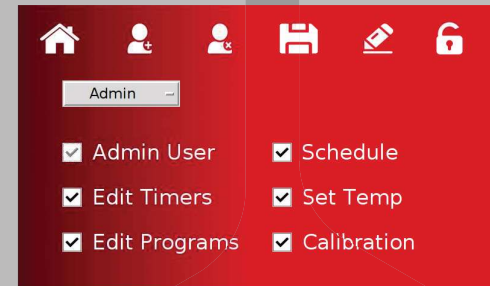 Admin
Admin User
Schedule
Edit Timers
Set Temp
Edit Programs
Calibration